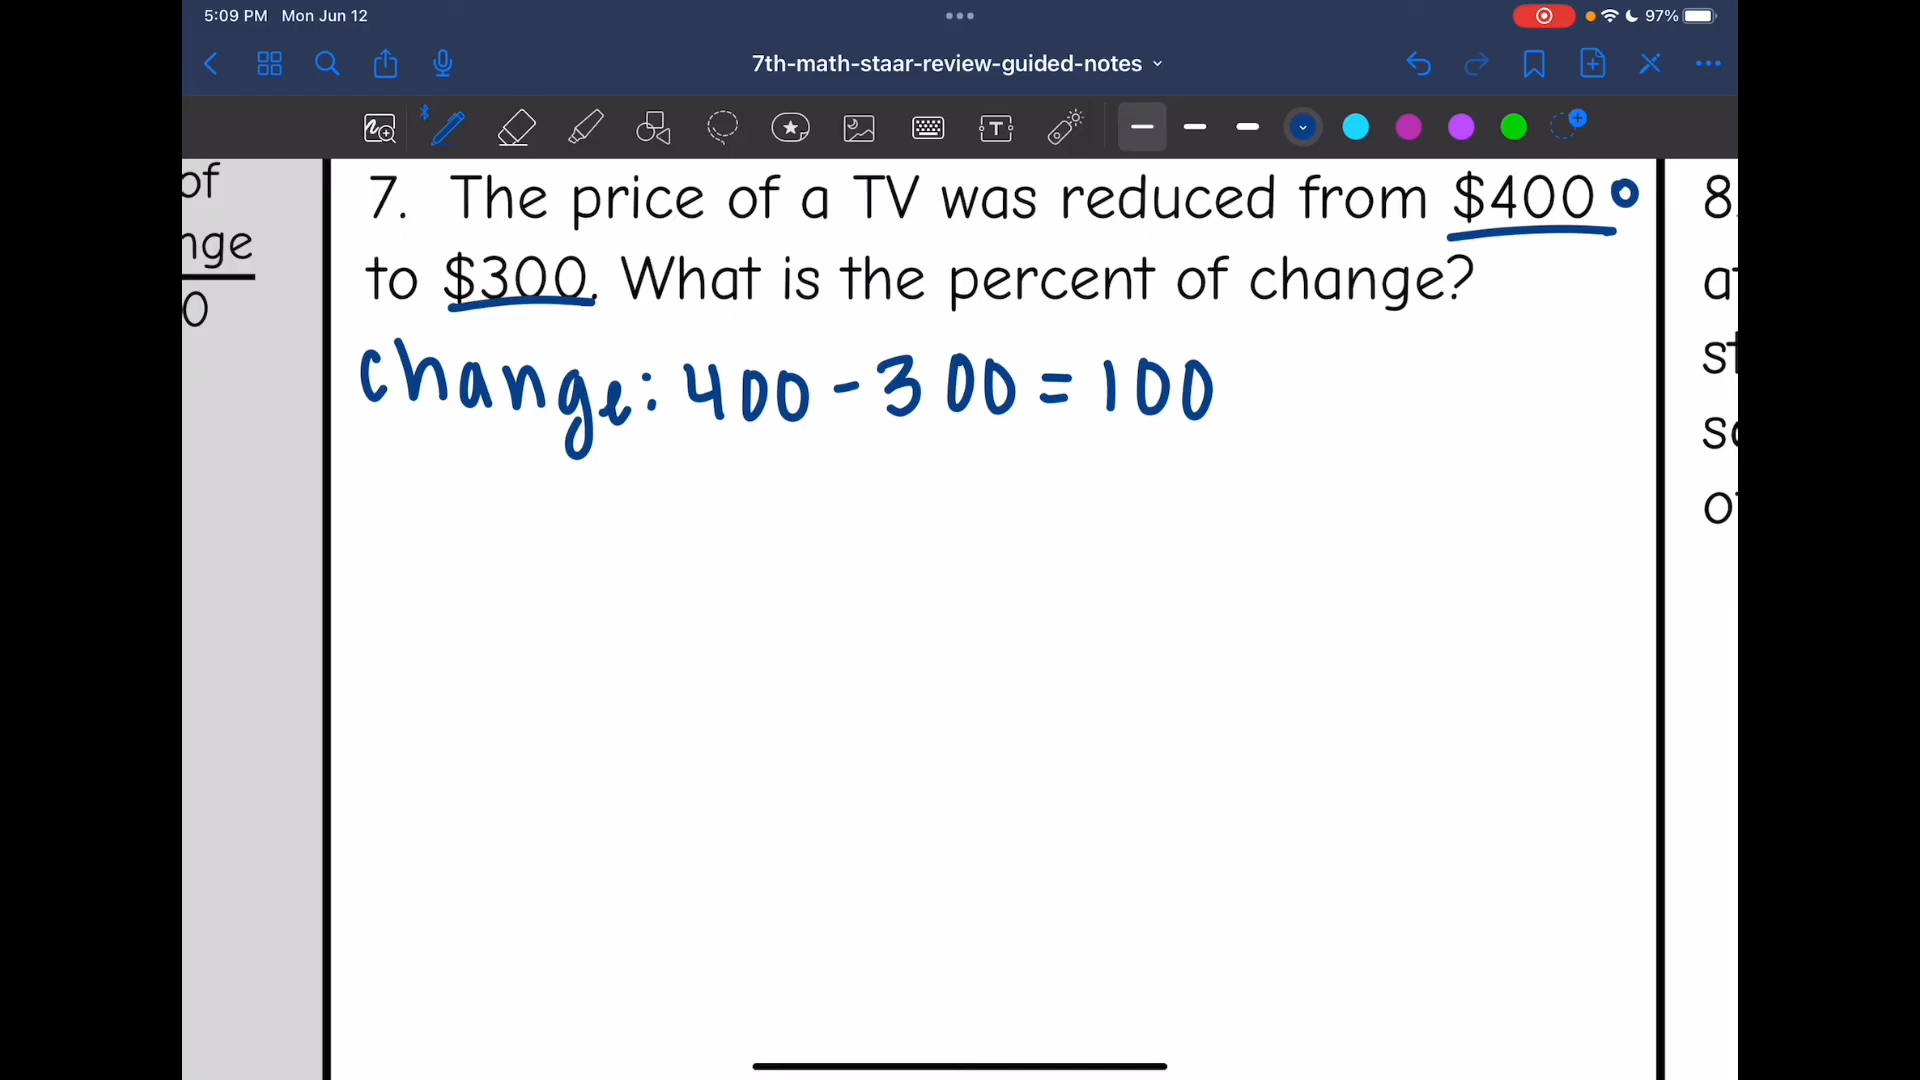 5:09 PM Mon Jun 12
97%
7th-math-staar-review-guided-notes
of
nge
0
7. The price of a TV was reduced from $400 o
to $300. What is the percent of change?
change: 400 - 300 = 100
8.